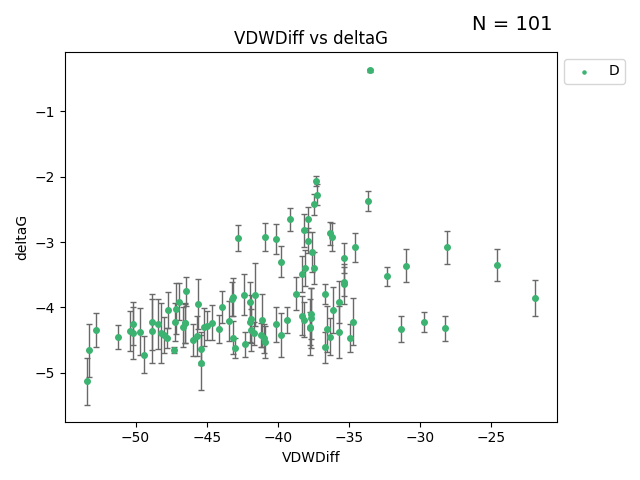 N = 101
VDWDiff vs deltaG
D
−1
−2
−3
−4
−5
deltaG
−50 −45 −40 −35 −30 −25
VDWDiff